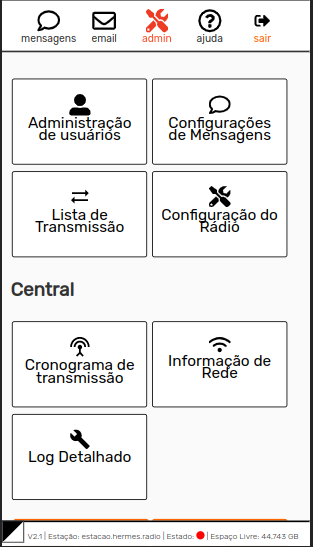 mensagens email admin ajuda sair
Administração
de usuários
Configurações
de Mensagens
Lista de
Transmissão
Configuração do
Rádio
Central
Cronograma de
transmissão
Informação de
Rede
Log Detalhado
V2.1 | Estação: estacao.hermes.radio | Estado: | Espaço Livre: 44.743 GB